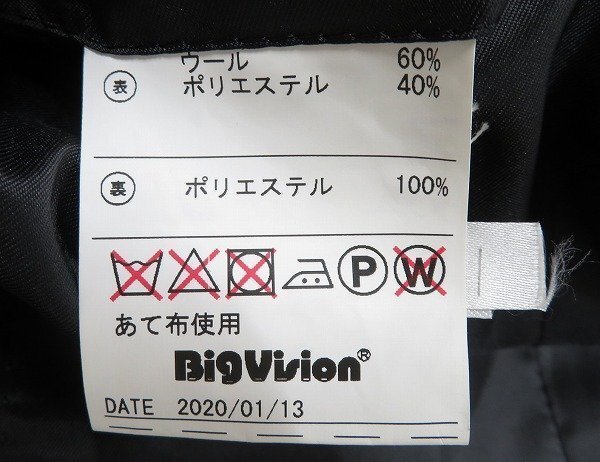 ウール 60%
表 ポリエステル 40%
裏 ポリエステル 100%
P W
あて布使用
BigVision®
DATE 2020/01/13